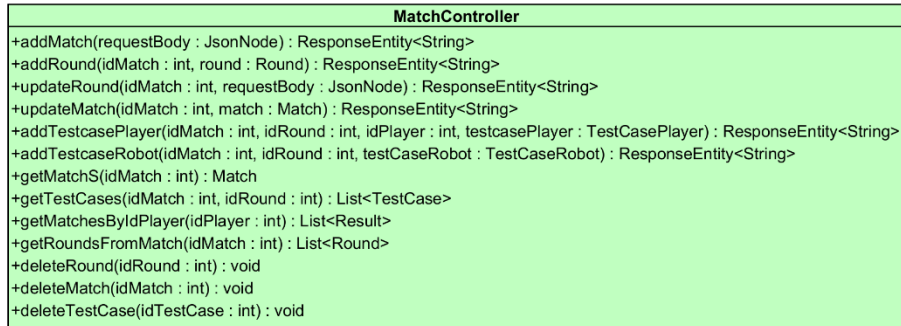 MatchController
+addMatch(requestBody : JsonNode) : ResponseEntity<String>
+addRound(idMatch : int, round : Round) : ResponseEntity<String>
+updateRound(idMatch : int, requestBody : JsonNode) : ResponseEntity<String>
+updateMatch(idMatch : int, match : Match) : ResponseEntity<String>
+addTestcasePlayer(idMatch : int, idRound : int, idPlayer : int, testcasePlayer : TestCasePlayer) : ResponseEntity<String>
+addTestcaseRobot(idMatch : int, idRound : int, testCaseRobot : TestCaseRobot) : ResponseEntity<String>
+getMatchS(idMatch : int) : Match
+getTestCases(idMatch : int, idRound : int) : List<TestCase>
+getMatchesByIdPlayer(idPlayer : int) : List<Result>
+getRoundsFromMatch(idMatch : int) : List<Round>
+deleteRound(idRound : int) : void
+deleteMatch(idMatch : int) : void
+deleteTestCase(idTestCase : int) : void